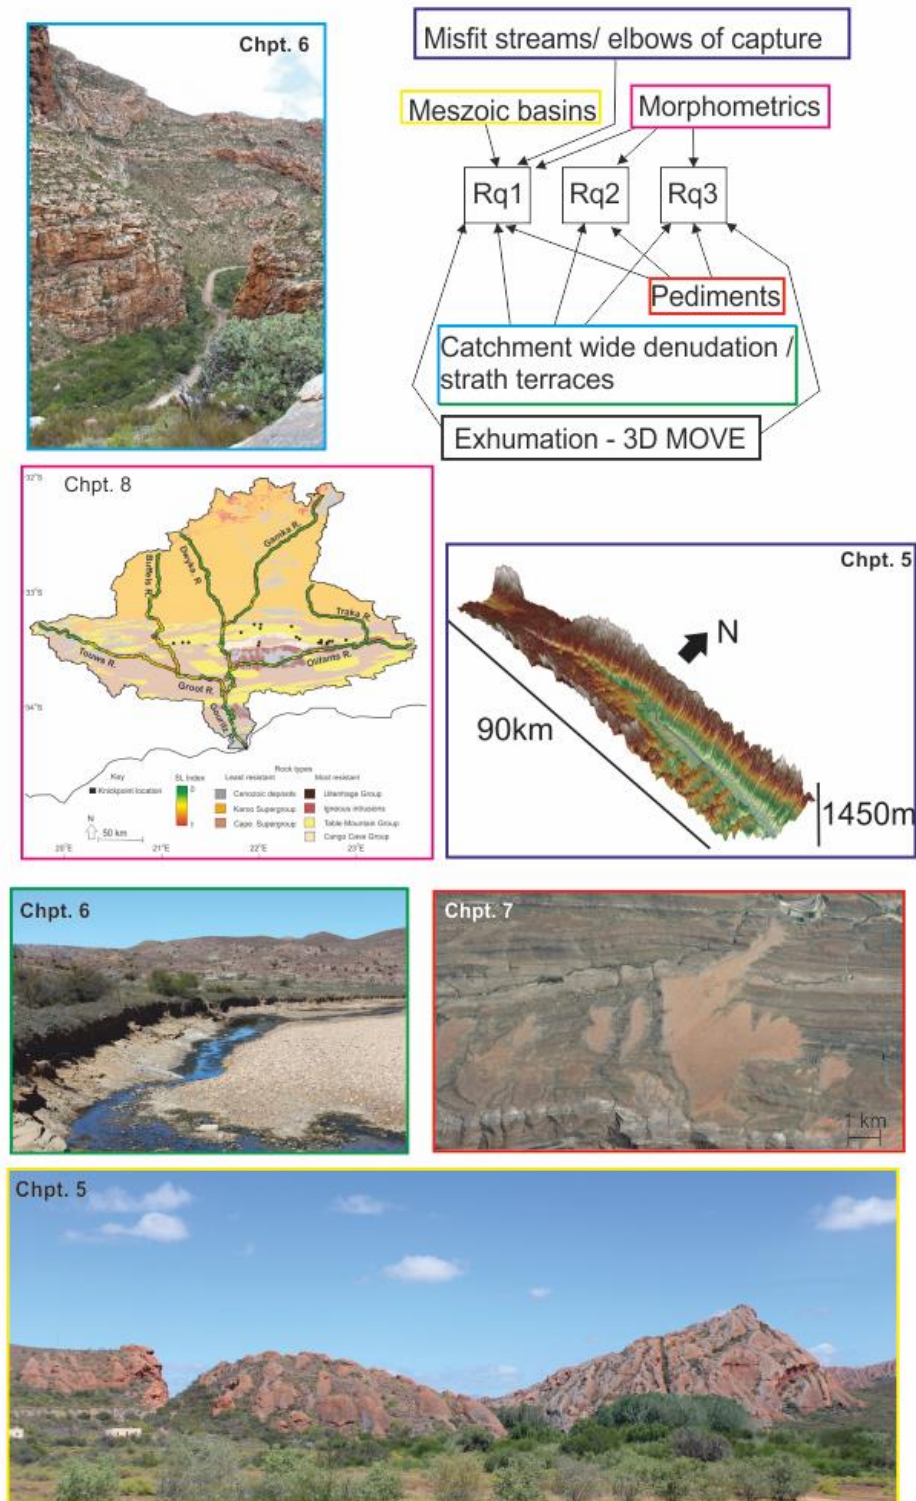 Chpt. 6
Misfit streams/ elbows of capture
Meszoic basins
Morphometrics
Rq1
Rq2
Rq3
Pediments
Catchment wide denudation /
strath terraces
Exhumation - 3D MOVE
Chpt. 8
32°S
33°S
34°S
Gamka R.
Dwyka R.
Buffels R.
Traka R.
Touws R.
Olifants R.
Groot R.
Gouritz R.
Key
Knickpoint location
N
50 km
SL Index
0
1
Rock types
Least resistant
Most resistant
Cenozoic deposits
Uitenhage Group
Karoo Supergroup
Igneous intrusions
Cape Supergroup
Table Mountain Group
Cango Cave Group
20°E
21°E
22°E
23°E
Chpt. 5
N
90km
1450m
Chpt. 6
Chpt. 7
1 km
Chpt. 5